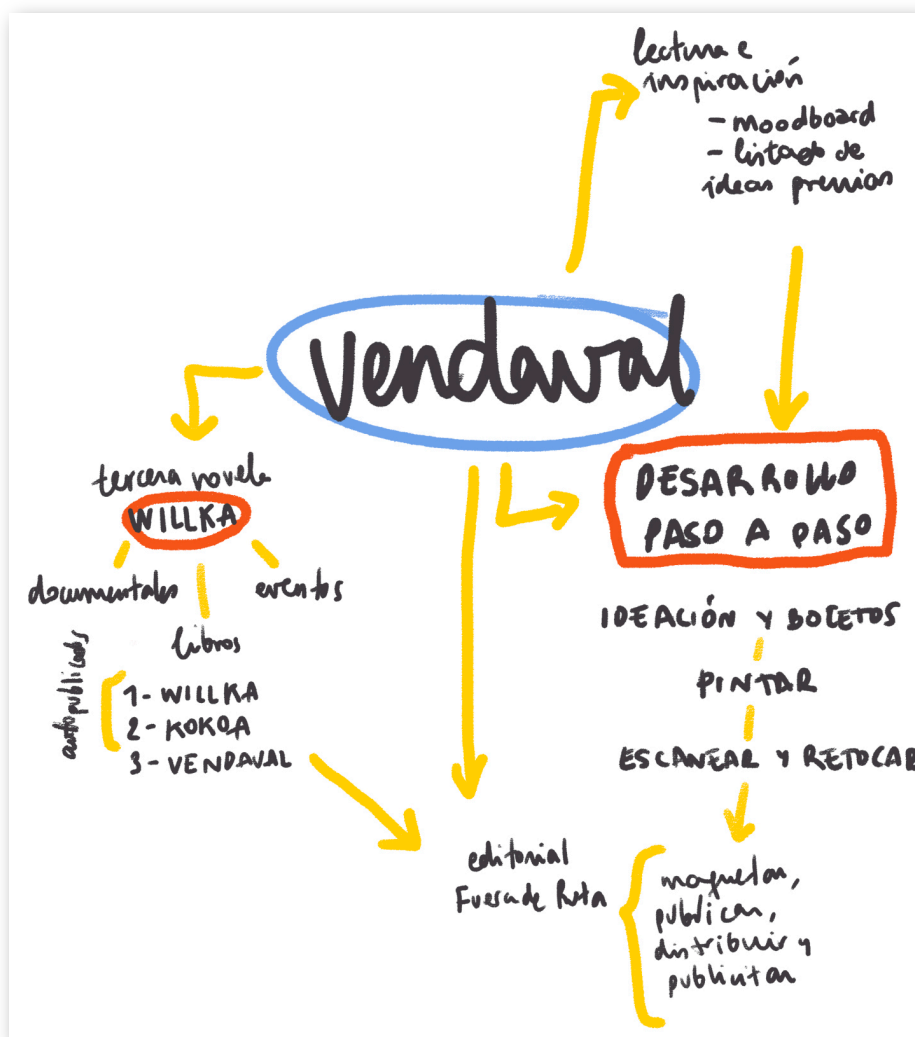 lectura e
inspiración
- moodboard
- listado de
ideas previas
Vendaval
tercera novela
WILLKA
documentales
eventos
libros
autopublicados
1- WILLKA
2- KOKOA
3- VENDAVAL
DESARROLLO
PASO A PASO
IDEACIÓN Y BOCETOS
PINTAR
ESCANEAR Y RETOCAR
editorial
Fuera de Ruta
maquetar,
publicar,
distribuir y
publicitar